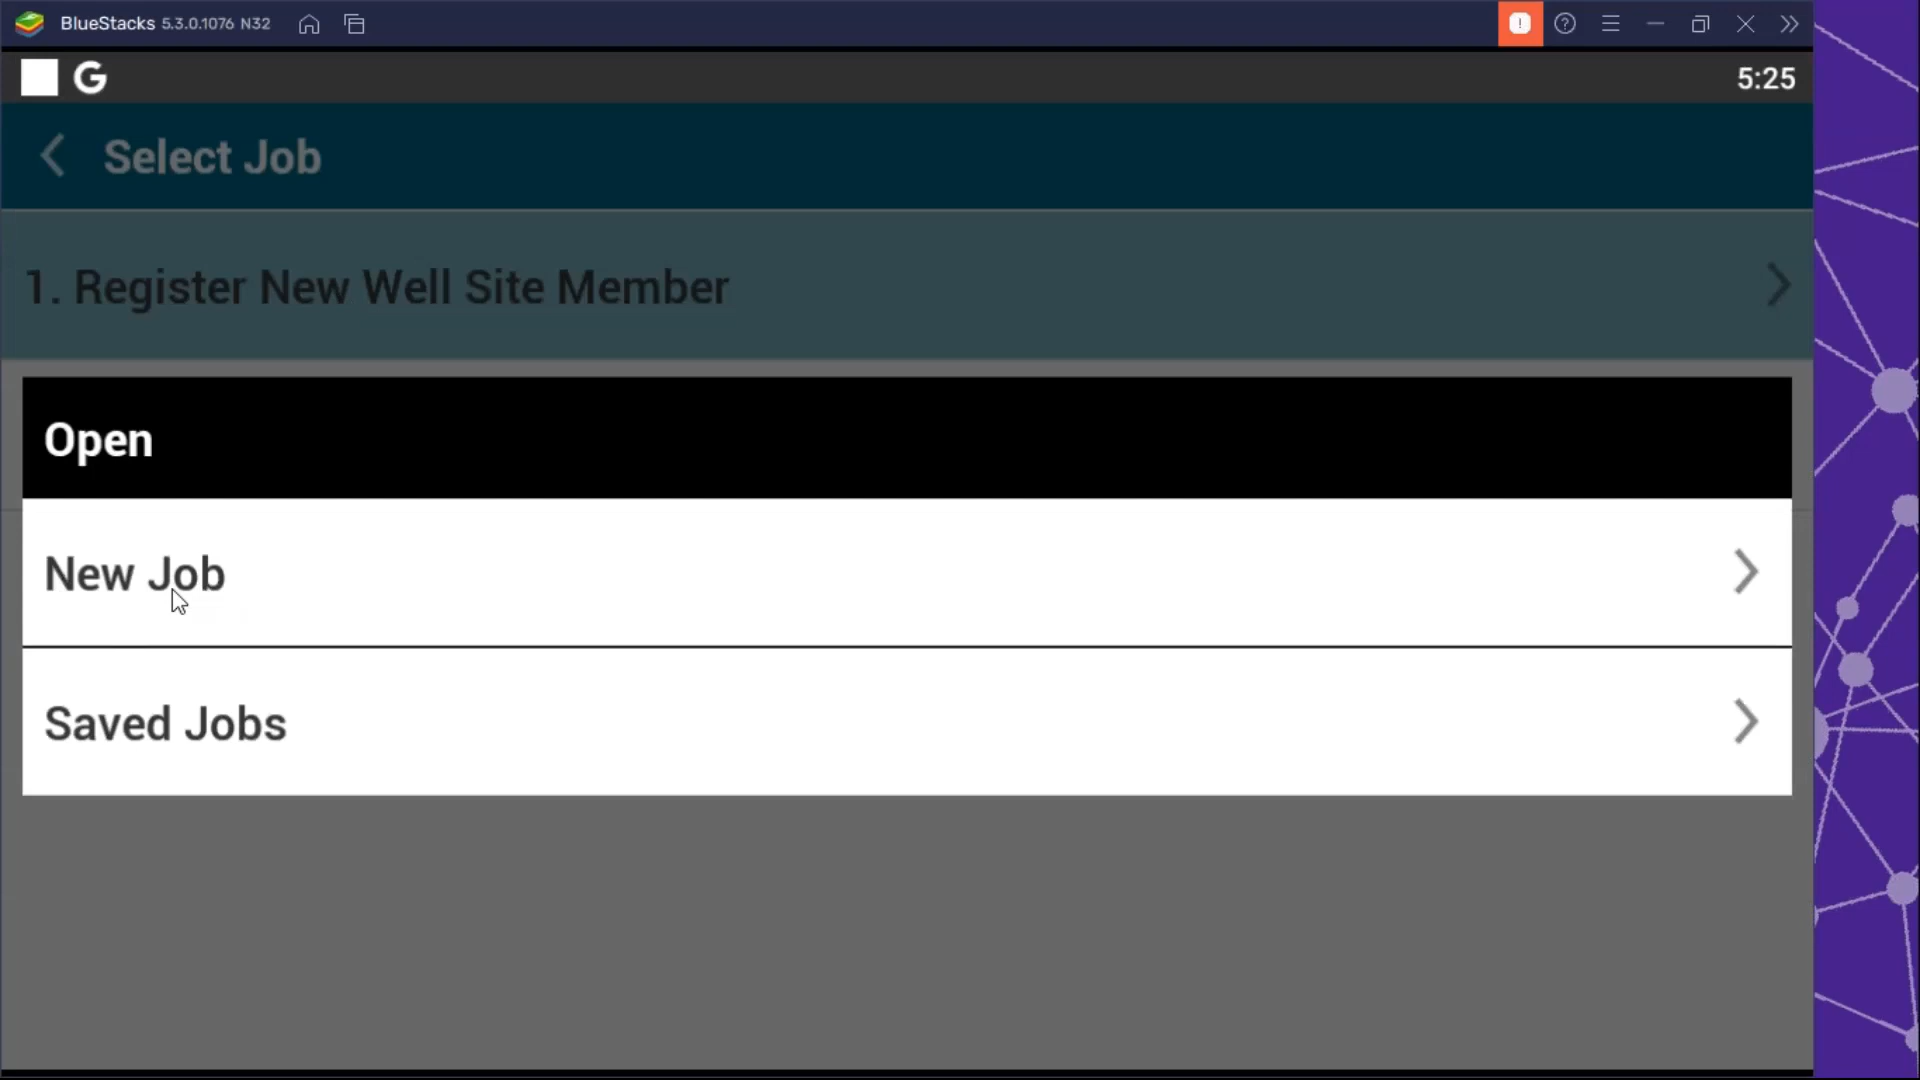 BlueStacks 5.3.0.1076 N32
G 5:25
Select Job
1. Register New Well Site Member
Open
New Job
Saved Jobs